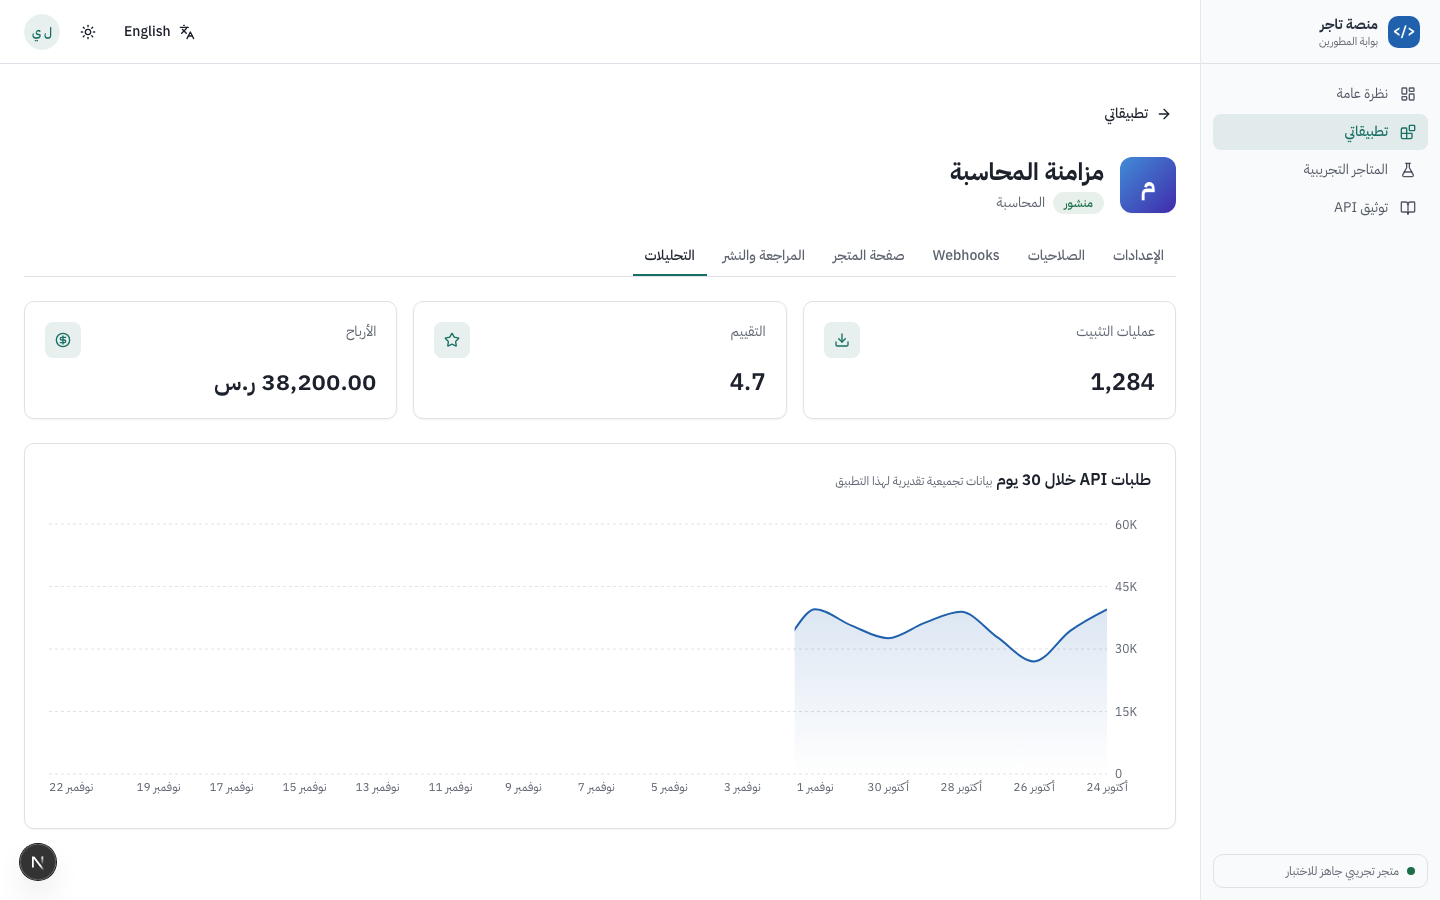 منصة تاجر
بوابة المطورين
نظرة عامة
تطبيقاتي
المتاجر التجريبية
توثيق API
متجر تجريبي جاهز للاختبار
English
ل ي
تطبيقاتي
م
مزامنة المحاسبة
منشور
المحاسبة
الإعدادات
الصلاحيات
Webhooks
صفحة المتجر
المراجعة والنشر
التحليلات
عمليات التثبيت
1,284
التقييم
4.7
الأرباح
38,200.00 ر.س
طلبات API خلال 30 يوم بيانات تجميعية تقديرية لهذا التطبيق
60K
45K
30K
15K
0
24 أكتوبر
26 أكتوبر
28 أكتوبر
30 أكتوبر
1 نوفمبر
3 نوفمبر
5 نوفمبر
7 نوفمبر
9 نوفمبر
11 نوفمبر
13 نوفمبر
15 نوفمبر
17 نوفمبر
19 نوفمبر
22 نوفمبر
N